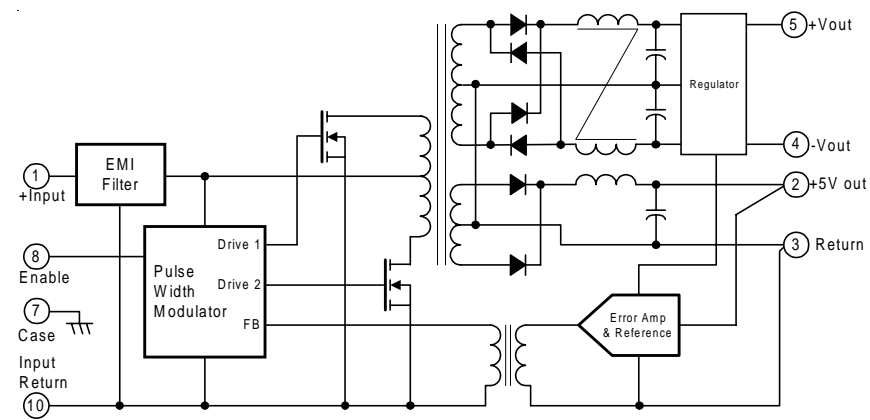 5 +Vout
Regulator
4 -Vout
EMI
Filter
1
+Input
2 +5V out
3 Return
8
Enable
Drive 1
Pulse
Width
Modulator
Drive 2
FB
7
Case
Error Amp
& Reference
Input
Return
10